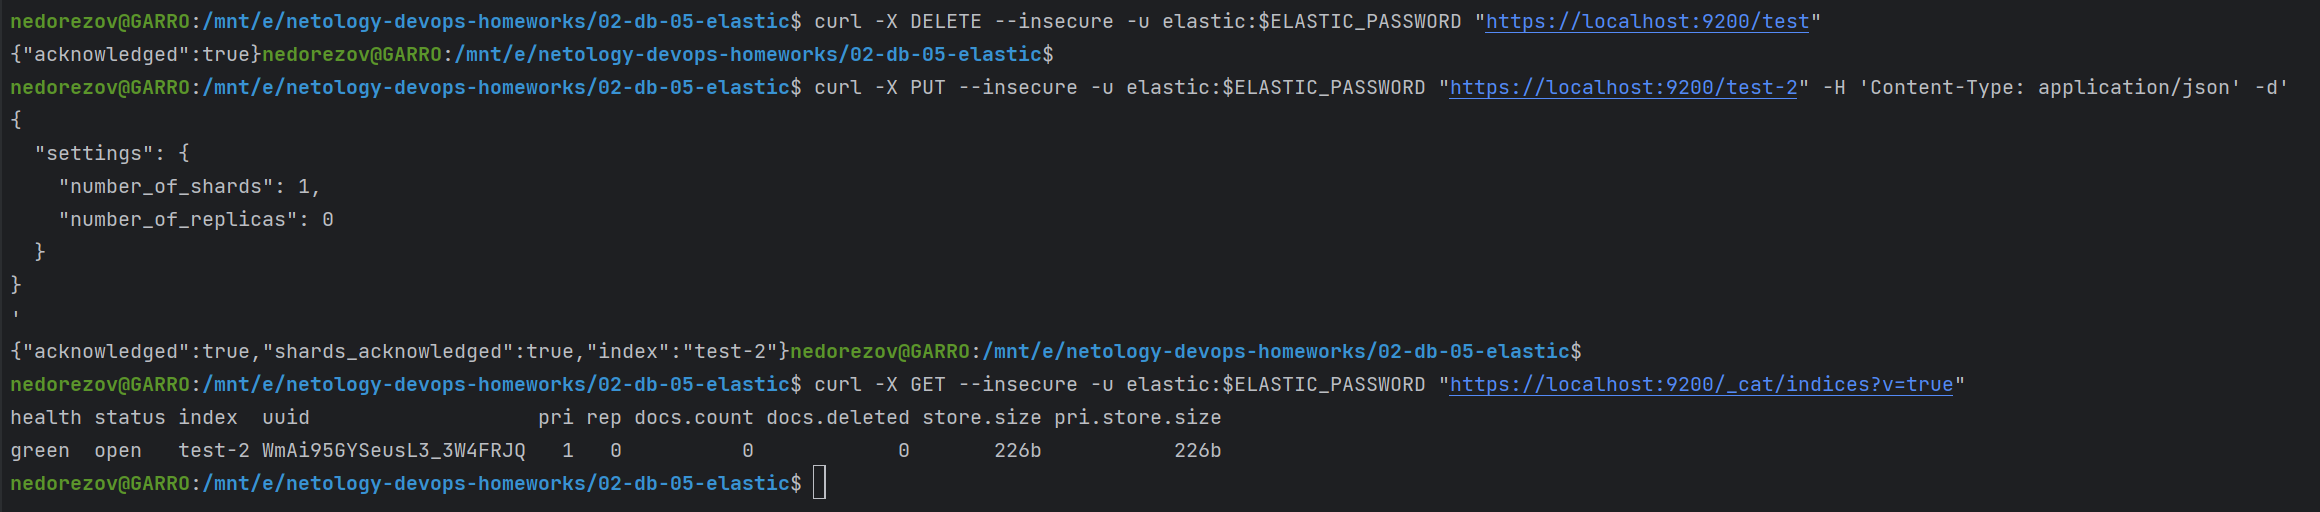 nedorezov@GARRO:/mnt/e/netology-devops-homeworks/02-db-05-elastic$ curl -X DELETE --insecure -u elastic:$ELASTIC_PASSWORD "https://localhost:9200/test"
{"acknowledged":true}nedorezov@GARRO:/mnt/e/netology-devops-homeworks/02-db-05-elastic$
nedorezov@GARRO:/mnt/e/netology-devops-homeworks/02-db-05-elastic$ curl -X PUT --insecure -u elastic:$ELASTIC_PASSWORD "https://localhost:9200/test-2" -H 'Content-Type: application/json' -d'
{
  "settings": {
    "number_of_shards": 1,
    "number_of_replicas": 0
  }
}
'
{"acknowledged":true,"shards_acknowledged":true,"index":"test-2"}nedorezov@GARRO:/mnt/e/netology-devops-homeworks/02-db-05-elastic$
nedorezov@GARRO:/mnt/e/netology-devops-homeworks/02-db-05-elastic$ curl -X GET --insecure -u elastic:$ELASTIC_PASSWORD "https://localhost:9200/_cat/indices?v=true"
health status index  uuid                   pri rep docs.count docs.deleted store.size pri.store.size
green  open   test-2 WmAi95GYSeusL3_3W4FRJQ   1   0          0            0       226b           226b
nedorezov@GARRO:/mnt/e/netology-devops-homeworks/02-db-05-elastic$